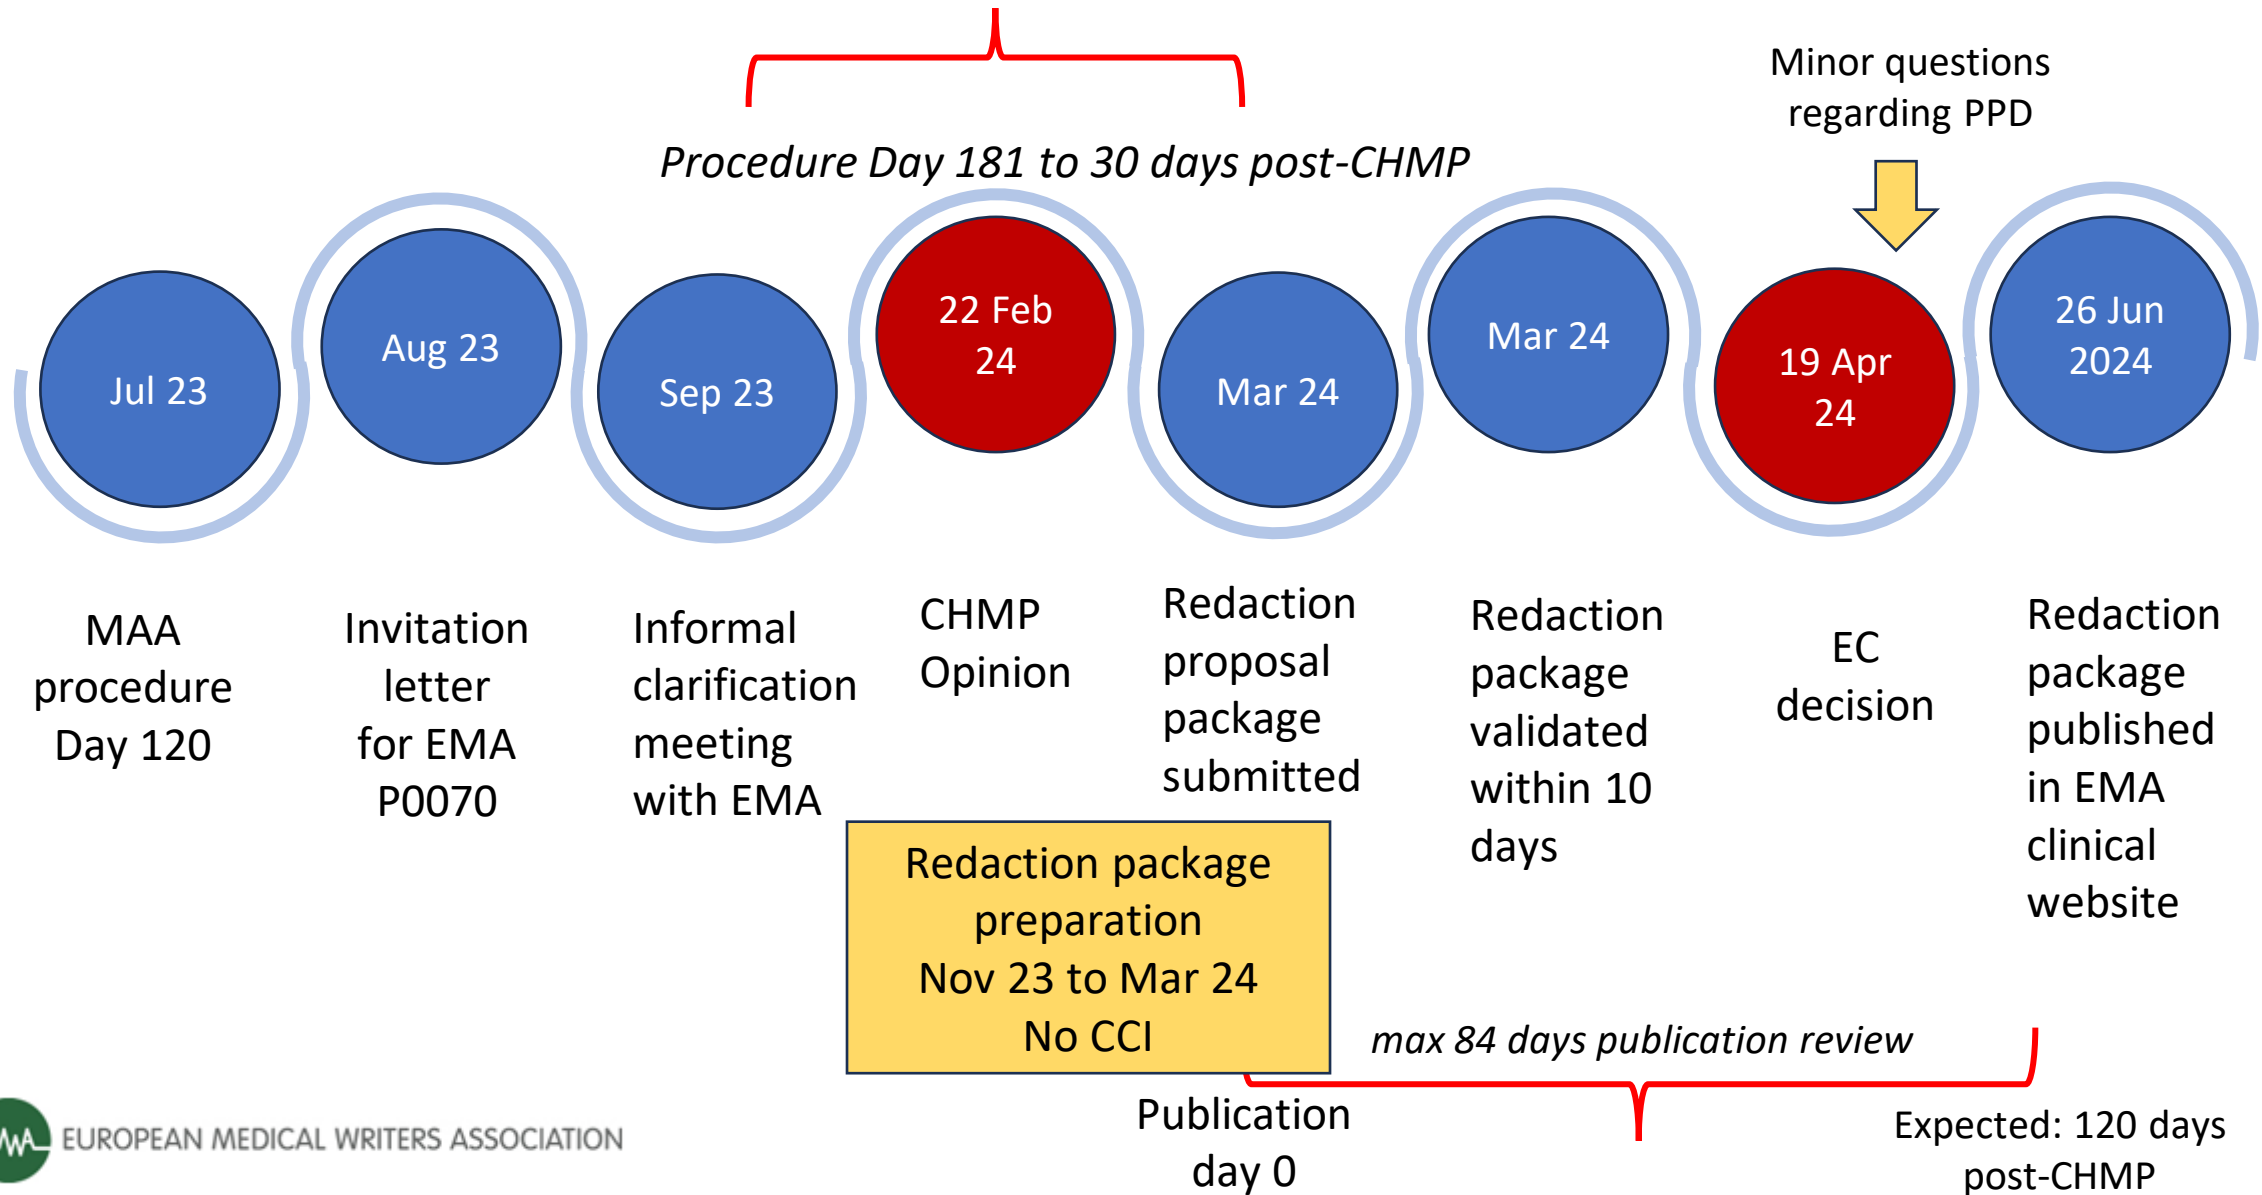 Minor questions
regarding PPD
Procedure Day 181 to 30 days post-CHMP
Jul 23
Aug 23
Sep 23
22 Feb
24
Mar 24
Mar 24
19 Apr
24
26 Jun
2024
MAA
procedure
Day 120
Invitation
letter
for EMA
P0070
Informal
clarification
meeting
with EMA
CHMP
Opinion
Redaction
proposal
package
submitted
Redaction
package
validated
within 10
days
EC
decision
Redaction
package
published
in EMA
clinical
website
Redaction package
preparation
Nov 23 to Mar 24
No CCI
max 84 days publication review
Publication
day 0
Expected: 120 days
post-CHMP
EUROPEAN MEDICAL WRITERS ASSOCIATION